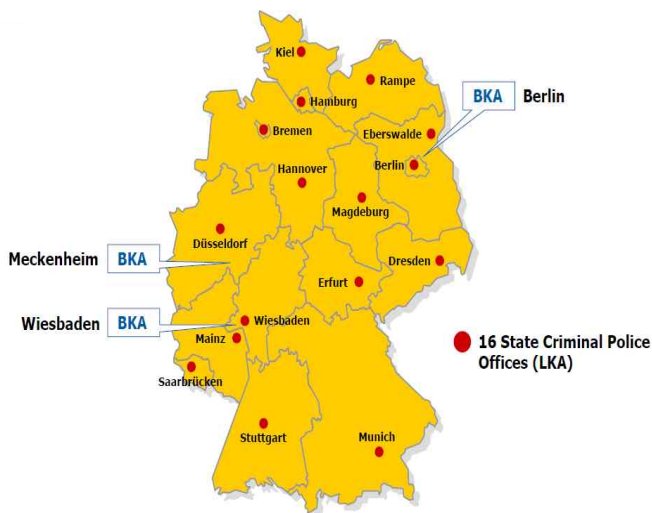 Kiel
Rampe
Hamburg
BKA Berlin
Bremen
Eberswalde
Hannover
Berlin
Magdeburg
Düsseldorf
Meckenheim BKA
Dresden
Erfurt
Wiesbaden BKA
Wiesbaden
Mainz
16 State Criminal Police
Offices (LKA)
Saarbrücken
Stuttgart
Munich